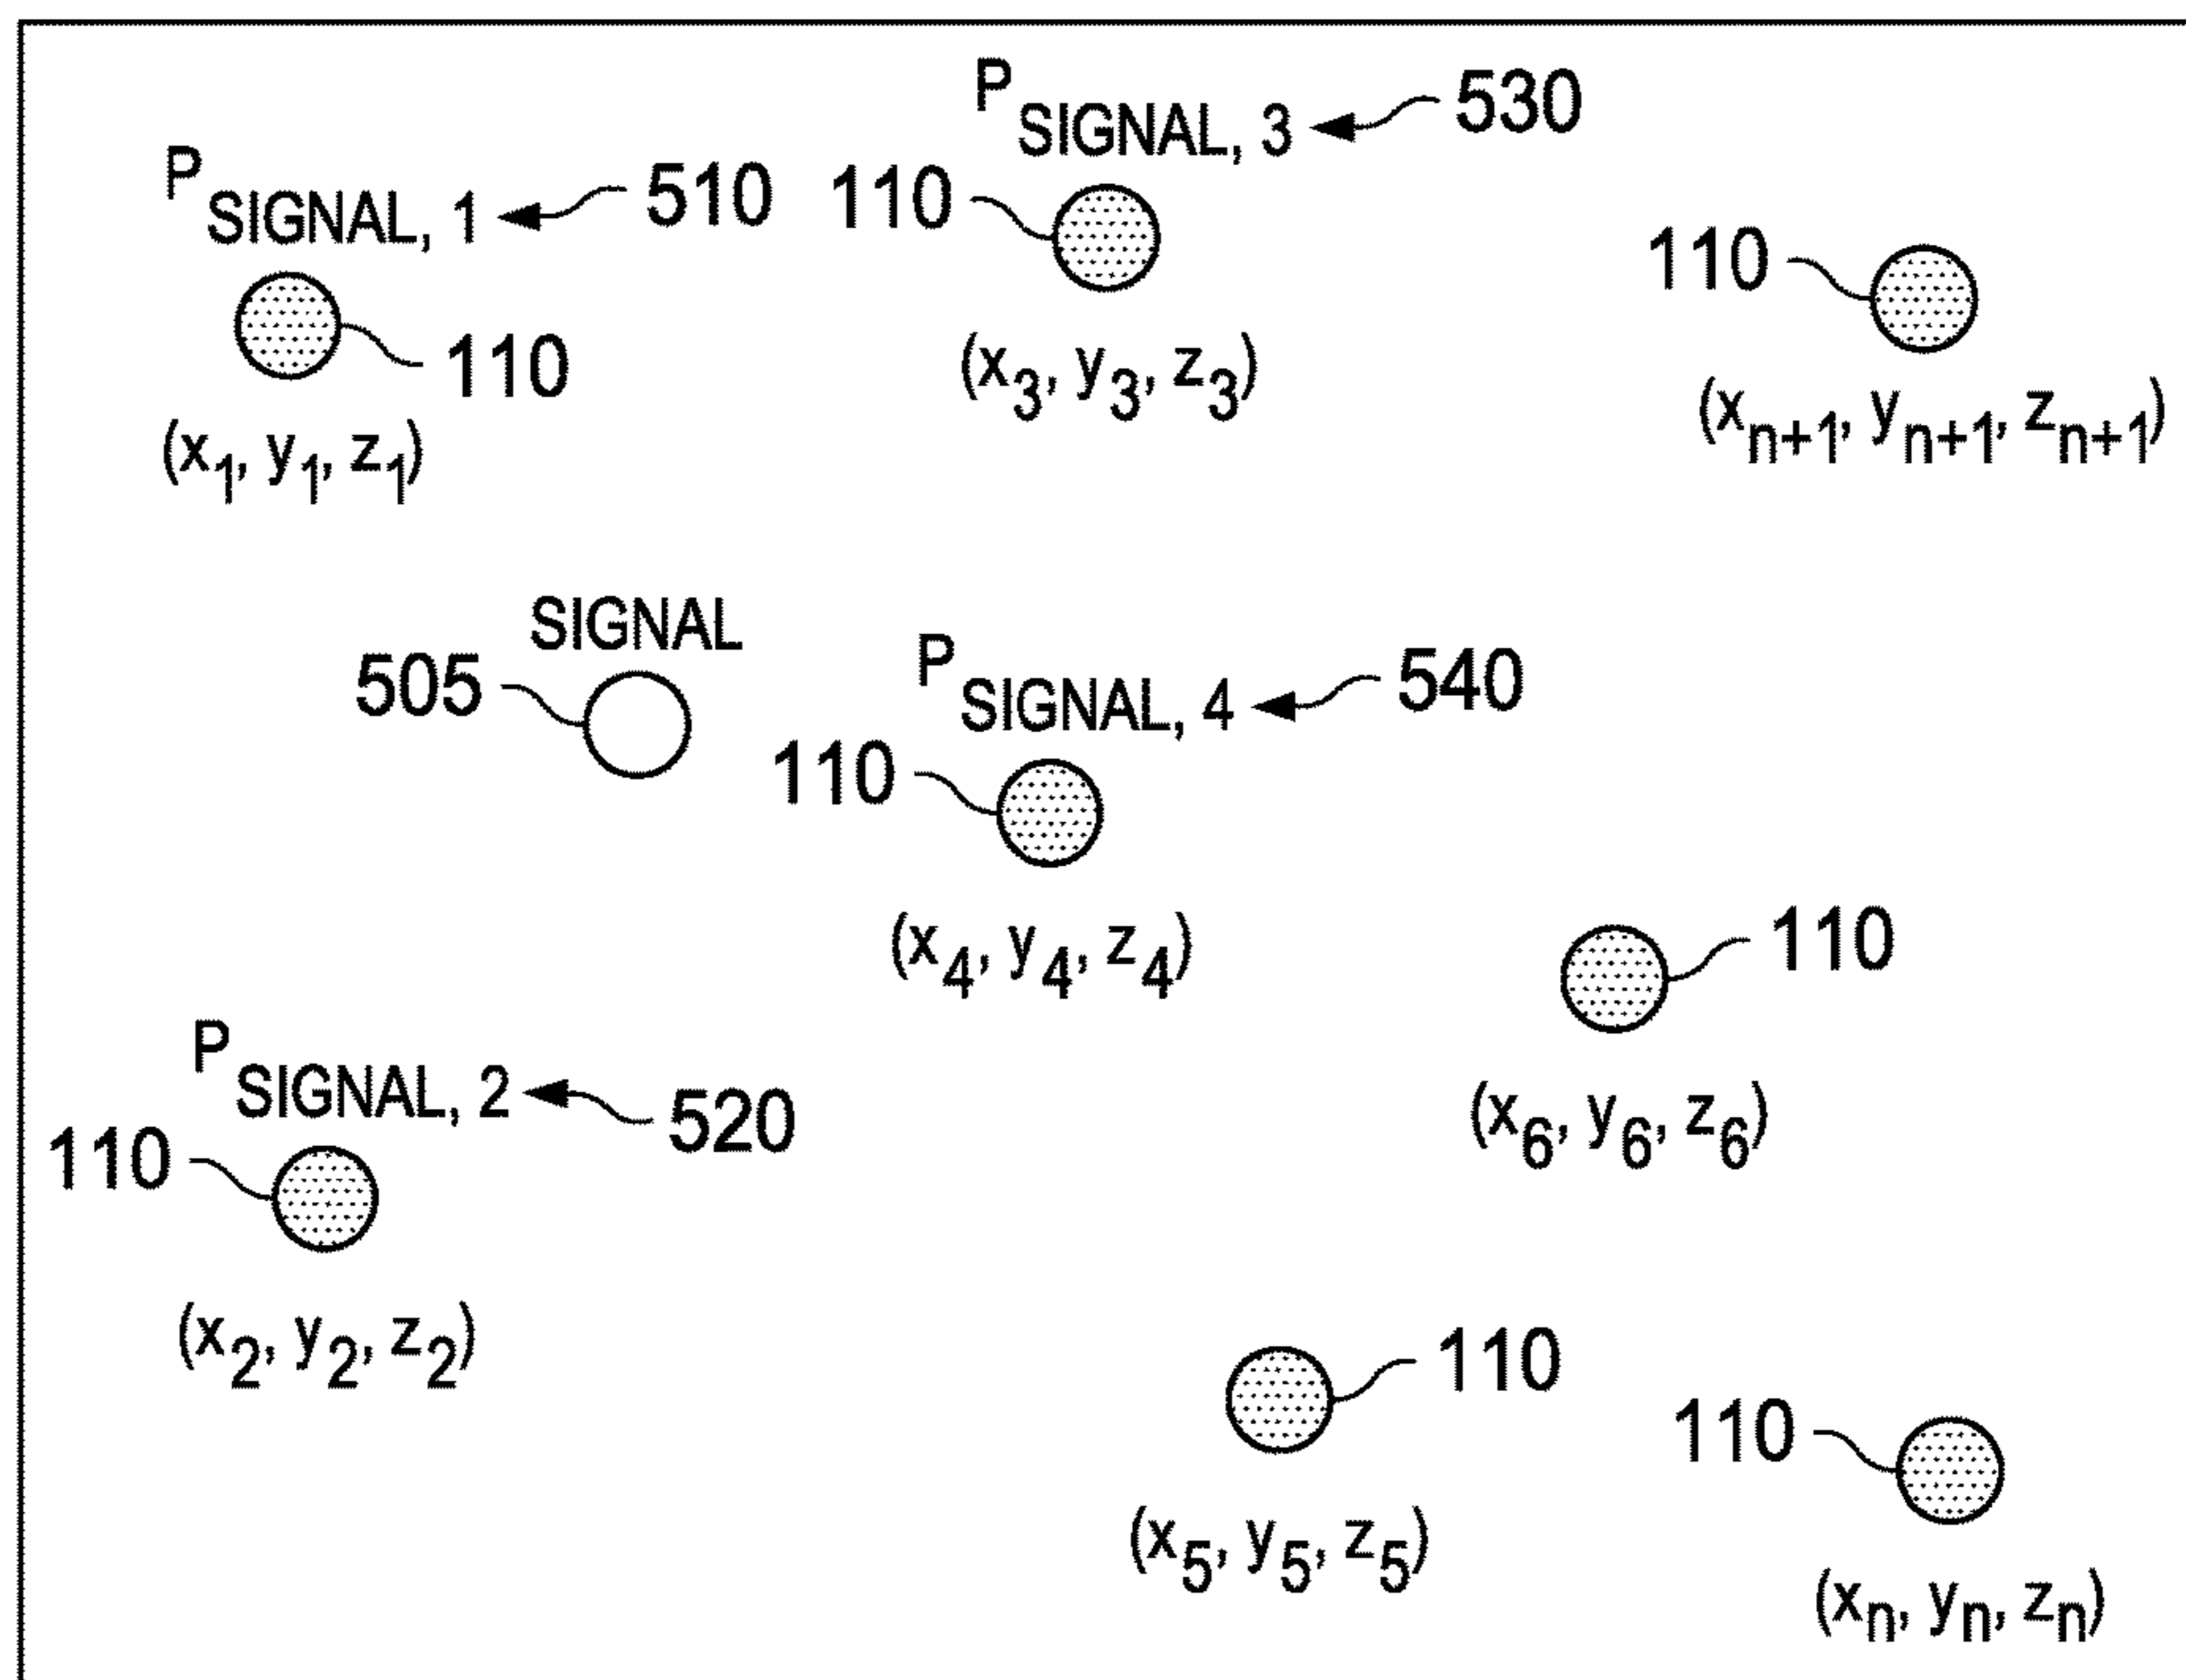 P SIGNAL, 3 530
P SIGNAL, 1 510
110
110
110
(x3, y3, z3)
(xn+1, yn+1, zn+1)
(x1, y1, z1)
SIGNAL
505
P SIGNAL, 4 540
110
(x4, y4, z4)
110
P SIGNAL, 2 520
110
(x6, y6, z6)
(x2, y2, z2)
110
110
(x5, y5, z5)
(xn, yn, zn)